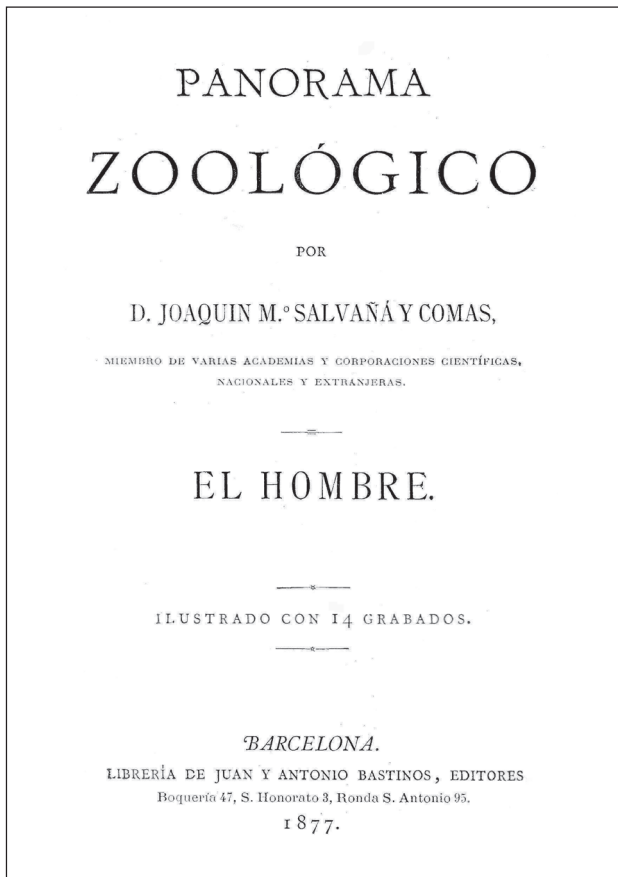 PANORAMA
ZOOLÓGICO
POR
D. JOAQUIN M.º SALVAÑÁ Y COMAS,
MIEMBRO DE VARIAS ACADEMIAS Y CORPORACIONES CIENTÍFICAS,
NACIONALES Y EXTRANJERAS.
EL HOMBRE.
ILUSTRADO CON 14 GRABADOS.
BARCELONA.
LIBRERÍA DE JUAN Y ANTONIO BASTINOS, EDITORES
Boquería 47, S. Honorato 3, Ronda S. Antonio 95.
1877.